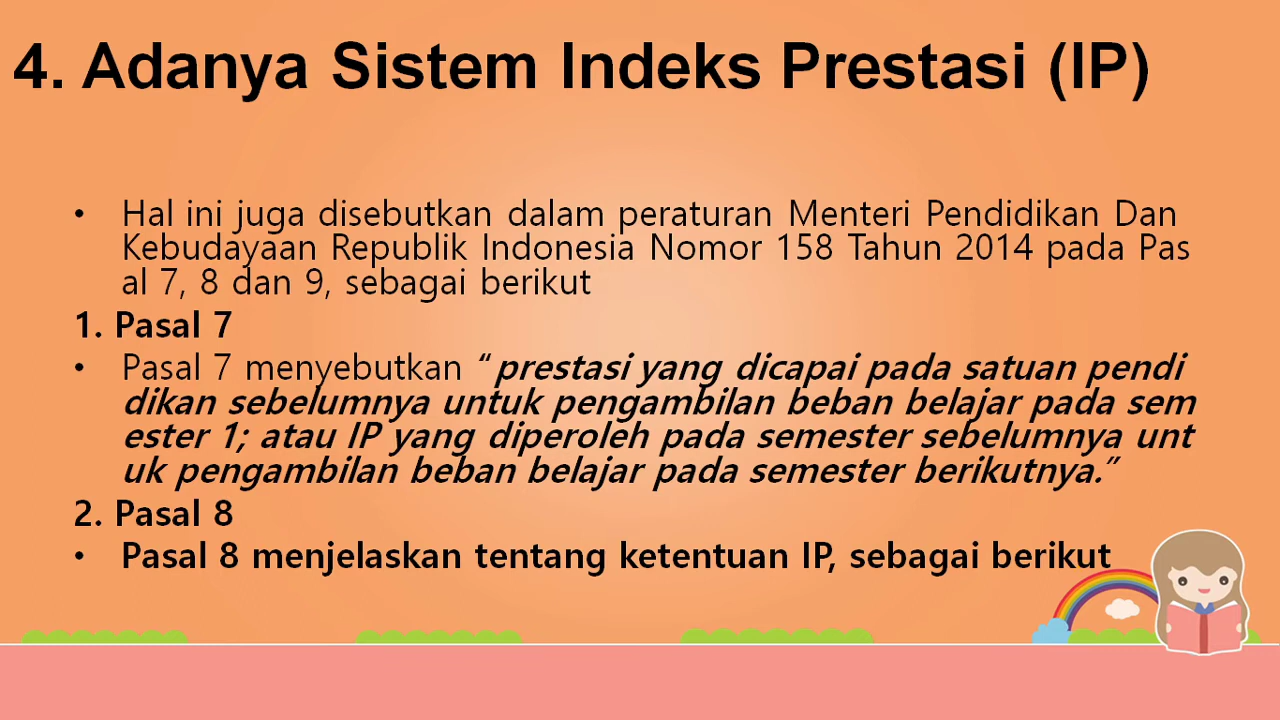 4. Adanya Sistem Indeks Prestasi (IP)
• Hal ini juga disebutkan dalam peraturan Menteri Pendidikan Dan
Kebudayaan Republik Indonesia Nomor 158 Tahun 2014 pada Pas
al 7, 8 dan 9, sebagai berikut
1. Pasal 7
• Pasal 7 menyebutkan “prestasi yang dicapai pada satuan pendi
dikan sebelumnya untuk pengambilan beban belajar pada sem
ester 1; atau IP yang diperoleh pada semester sebelumnya unt
uk pengambilan beban belajar pada semester berikutnya.”
2. Pasal 8
• Pasal 8 menjelaskan tentang ketentuan IP, sebagai berikut